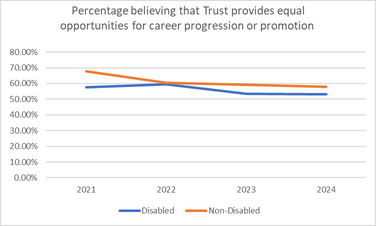 Percentage believing that Trust provides equal
opportunities for career progression or promotion
80.00%
70.00%
60.00%
50.00%
40.00%
30.00%
20.00%
10.00%
0.00%
2021 2022 2023 2024
Disabled Non-Disabled